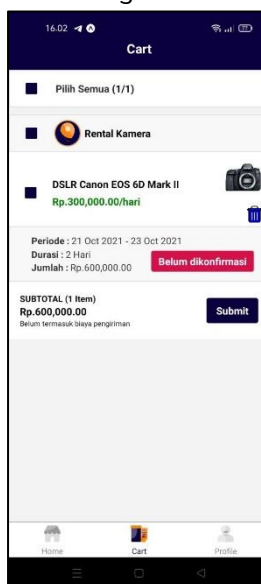 16.02
Cart
Pilih Semua (1/1)
Rental Kamera
DSLR Canon EOS 6D Mark II
Rp.300,000.00/hari
Periode : 21 Oct 2021 - 23 Oct 2021
Durasi : 2 Hari
Jumlah : Rp.600,000.00
Belum dikonfirmasi
SUBTOTAL (1 Item)
Rp.600,000.00
Belum termasuk biaya pengiriman
Submit
Home
Cart
Profile